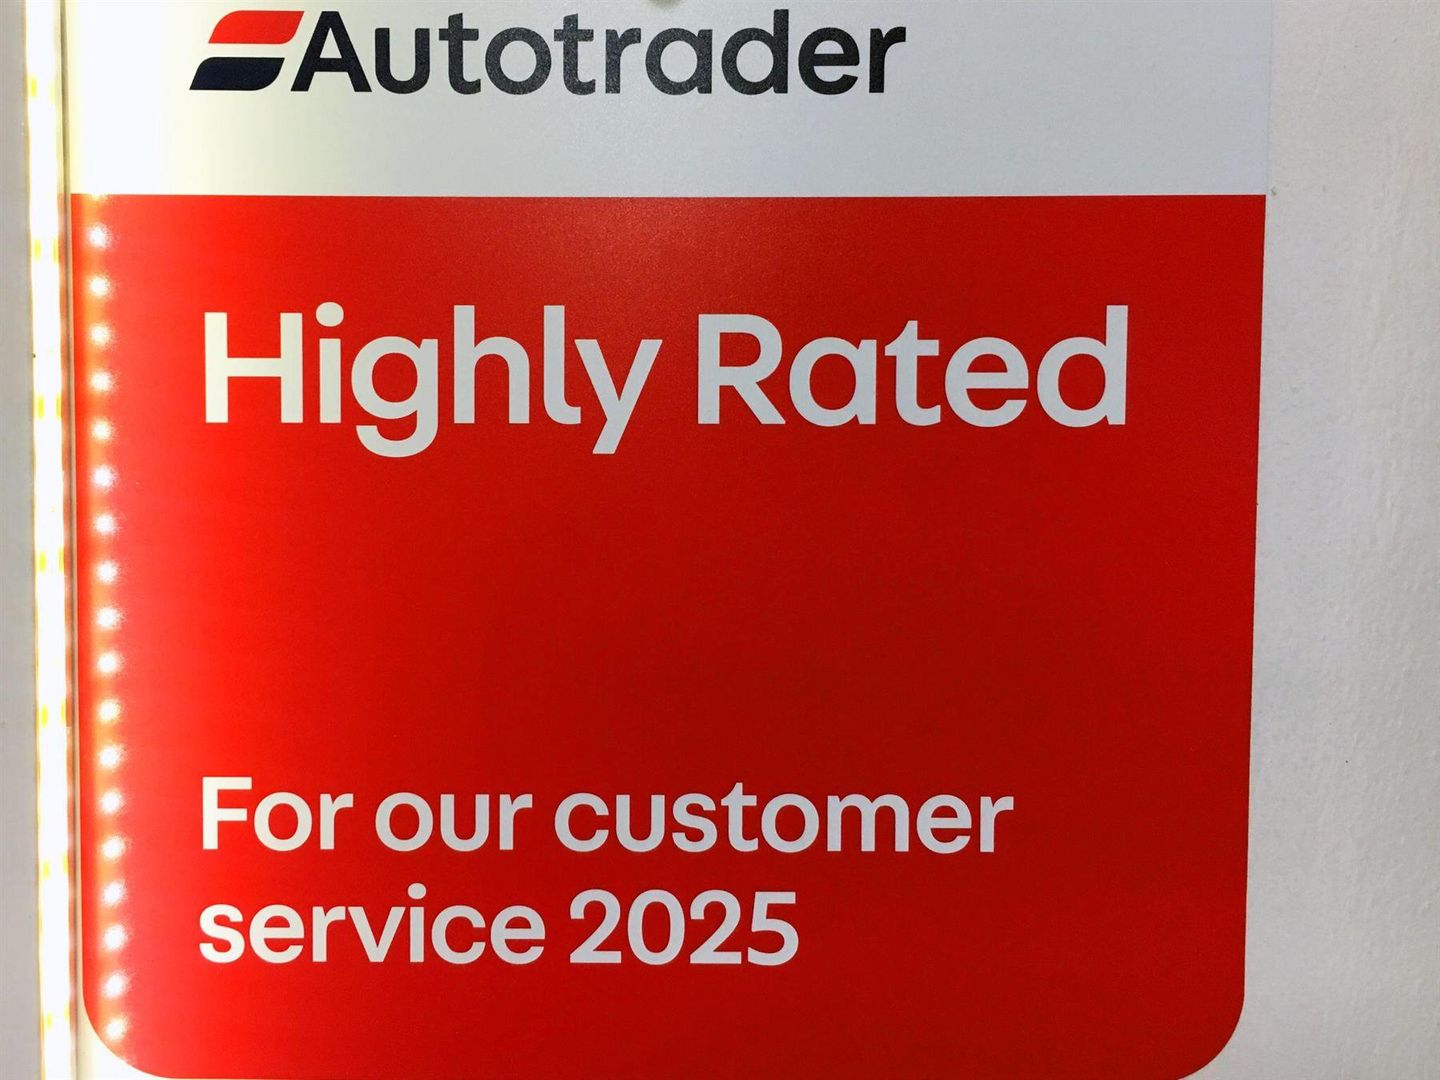 Autotrader
Highly Rated
For our customer
service 2025